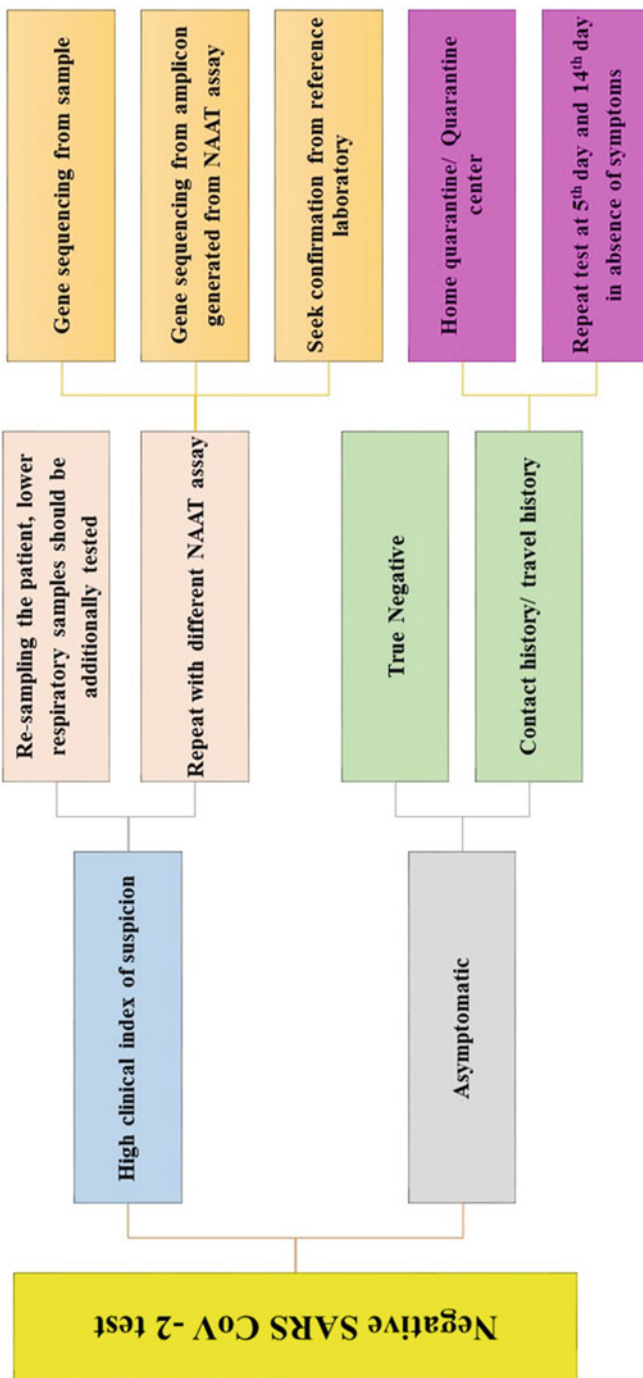 Negative SARS CoV -2 test
High clinical index of suspicion
Re-sampling the patient, lower
respiratory samples should be
additionally tested
Repeat with different NAAT assay
Gene sequencing from sample
Gene sequencing from amplicon
generated from NAAT assay
Seek confirmation from reference
laboratory
Asymptomatic
True Negative
Contact history/ travel history
Home quarantine/ Quarantine
center
Repeat test at 5th day and 14th day
in absence of symptoms